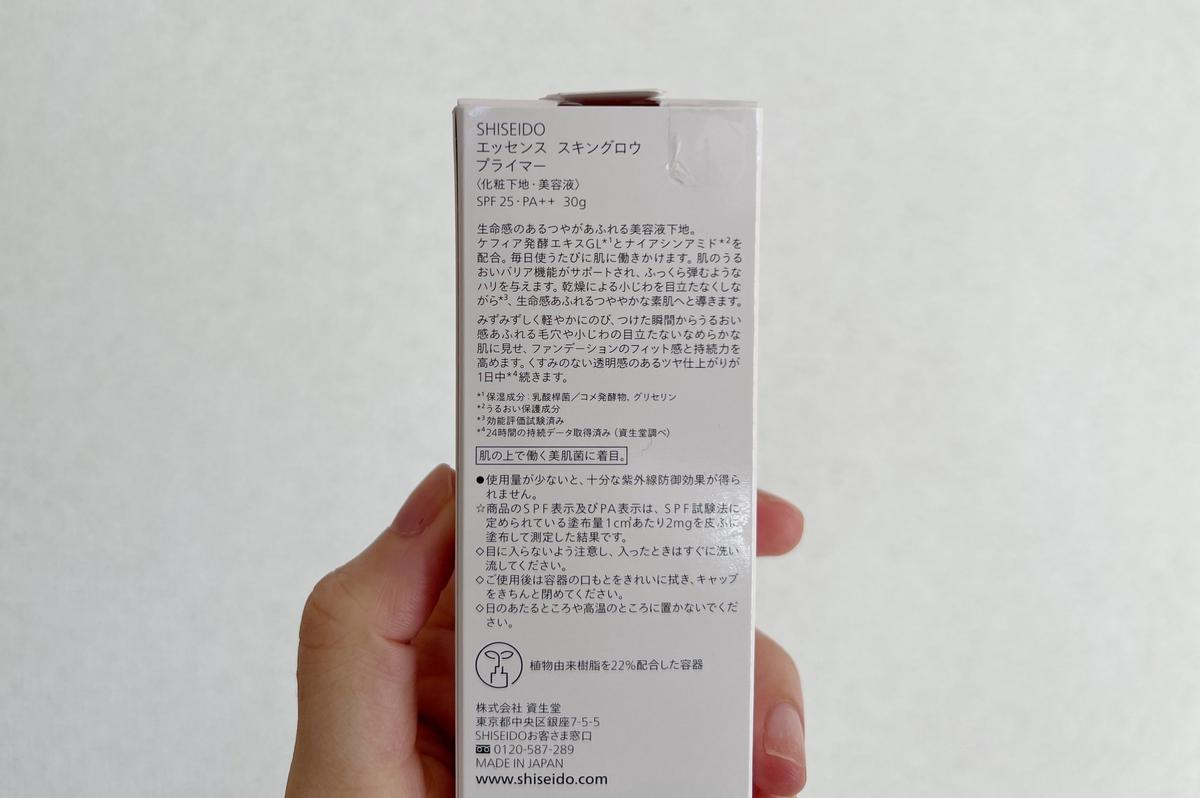 SHISEIDO
エッセンス スキングロウ
プライマー
〈化粧下地・美容液〉
SPF 25・PA++ 30g
生命感のあるつやがあふれる美容液下地。
ケフィア発酵エキスGL*1とナイアシンアミド*2を
配合。毎日使うたびに肌に働きかけます。肌のうる
おいバリア機能がサポートされ、ふっくら弾むような
ハリを与えます。乾燥による小じわを目立たなくしな
がら*3、生命感あふれるつややかな素肌へと導きます。
みずみずしく軽やかにのび、つけた瞬間からうるおい
感あふれる毛穴や小じわの目立たないなめらかな
肌に見せ、ファンデーションのフィット感と持続力を
高めます。くすみのない透明感のあるツヤ仕上がりが
1日中*4続きます。
*1保湿成分:乳酸桿菌/コメ発酵物、グリセリン
*2うるおい保護成分
*3効能評価試験済み
*424時間の持続データ取得済み(資生堂調べ)
肌の上で働く美肌菌に着目。
●使用量が少ないと、十分な紫外線防御効果が得ら
れません。
☆商品のSPF表示及びPA表示は、SPF試験法に
定められている塗布量1c㎡あたり2mgを皮ふに
塗布して測定した結果です。
◇目に入らないよう注意し、入ったときはすぐに洗い
流してください。
◇ご使用後は容器の口もとをきれいに拭き、キャップ
をきちんと閉めてください。
◇日のあたるところや高温のところに置かないでくだ
さい。
植物由来樹脂を22%配合した容器
株式会社 資生堂
東京都中央区銀座7-5-5
SHISEIDOお客さま窓口
0120-587-289
MADE IN JAPAN
www.shiseido.com